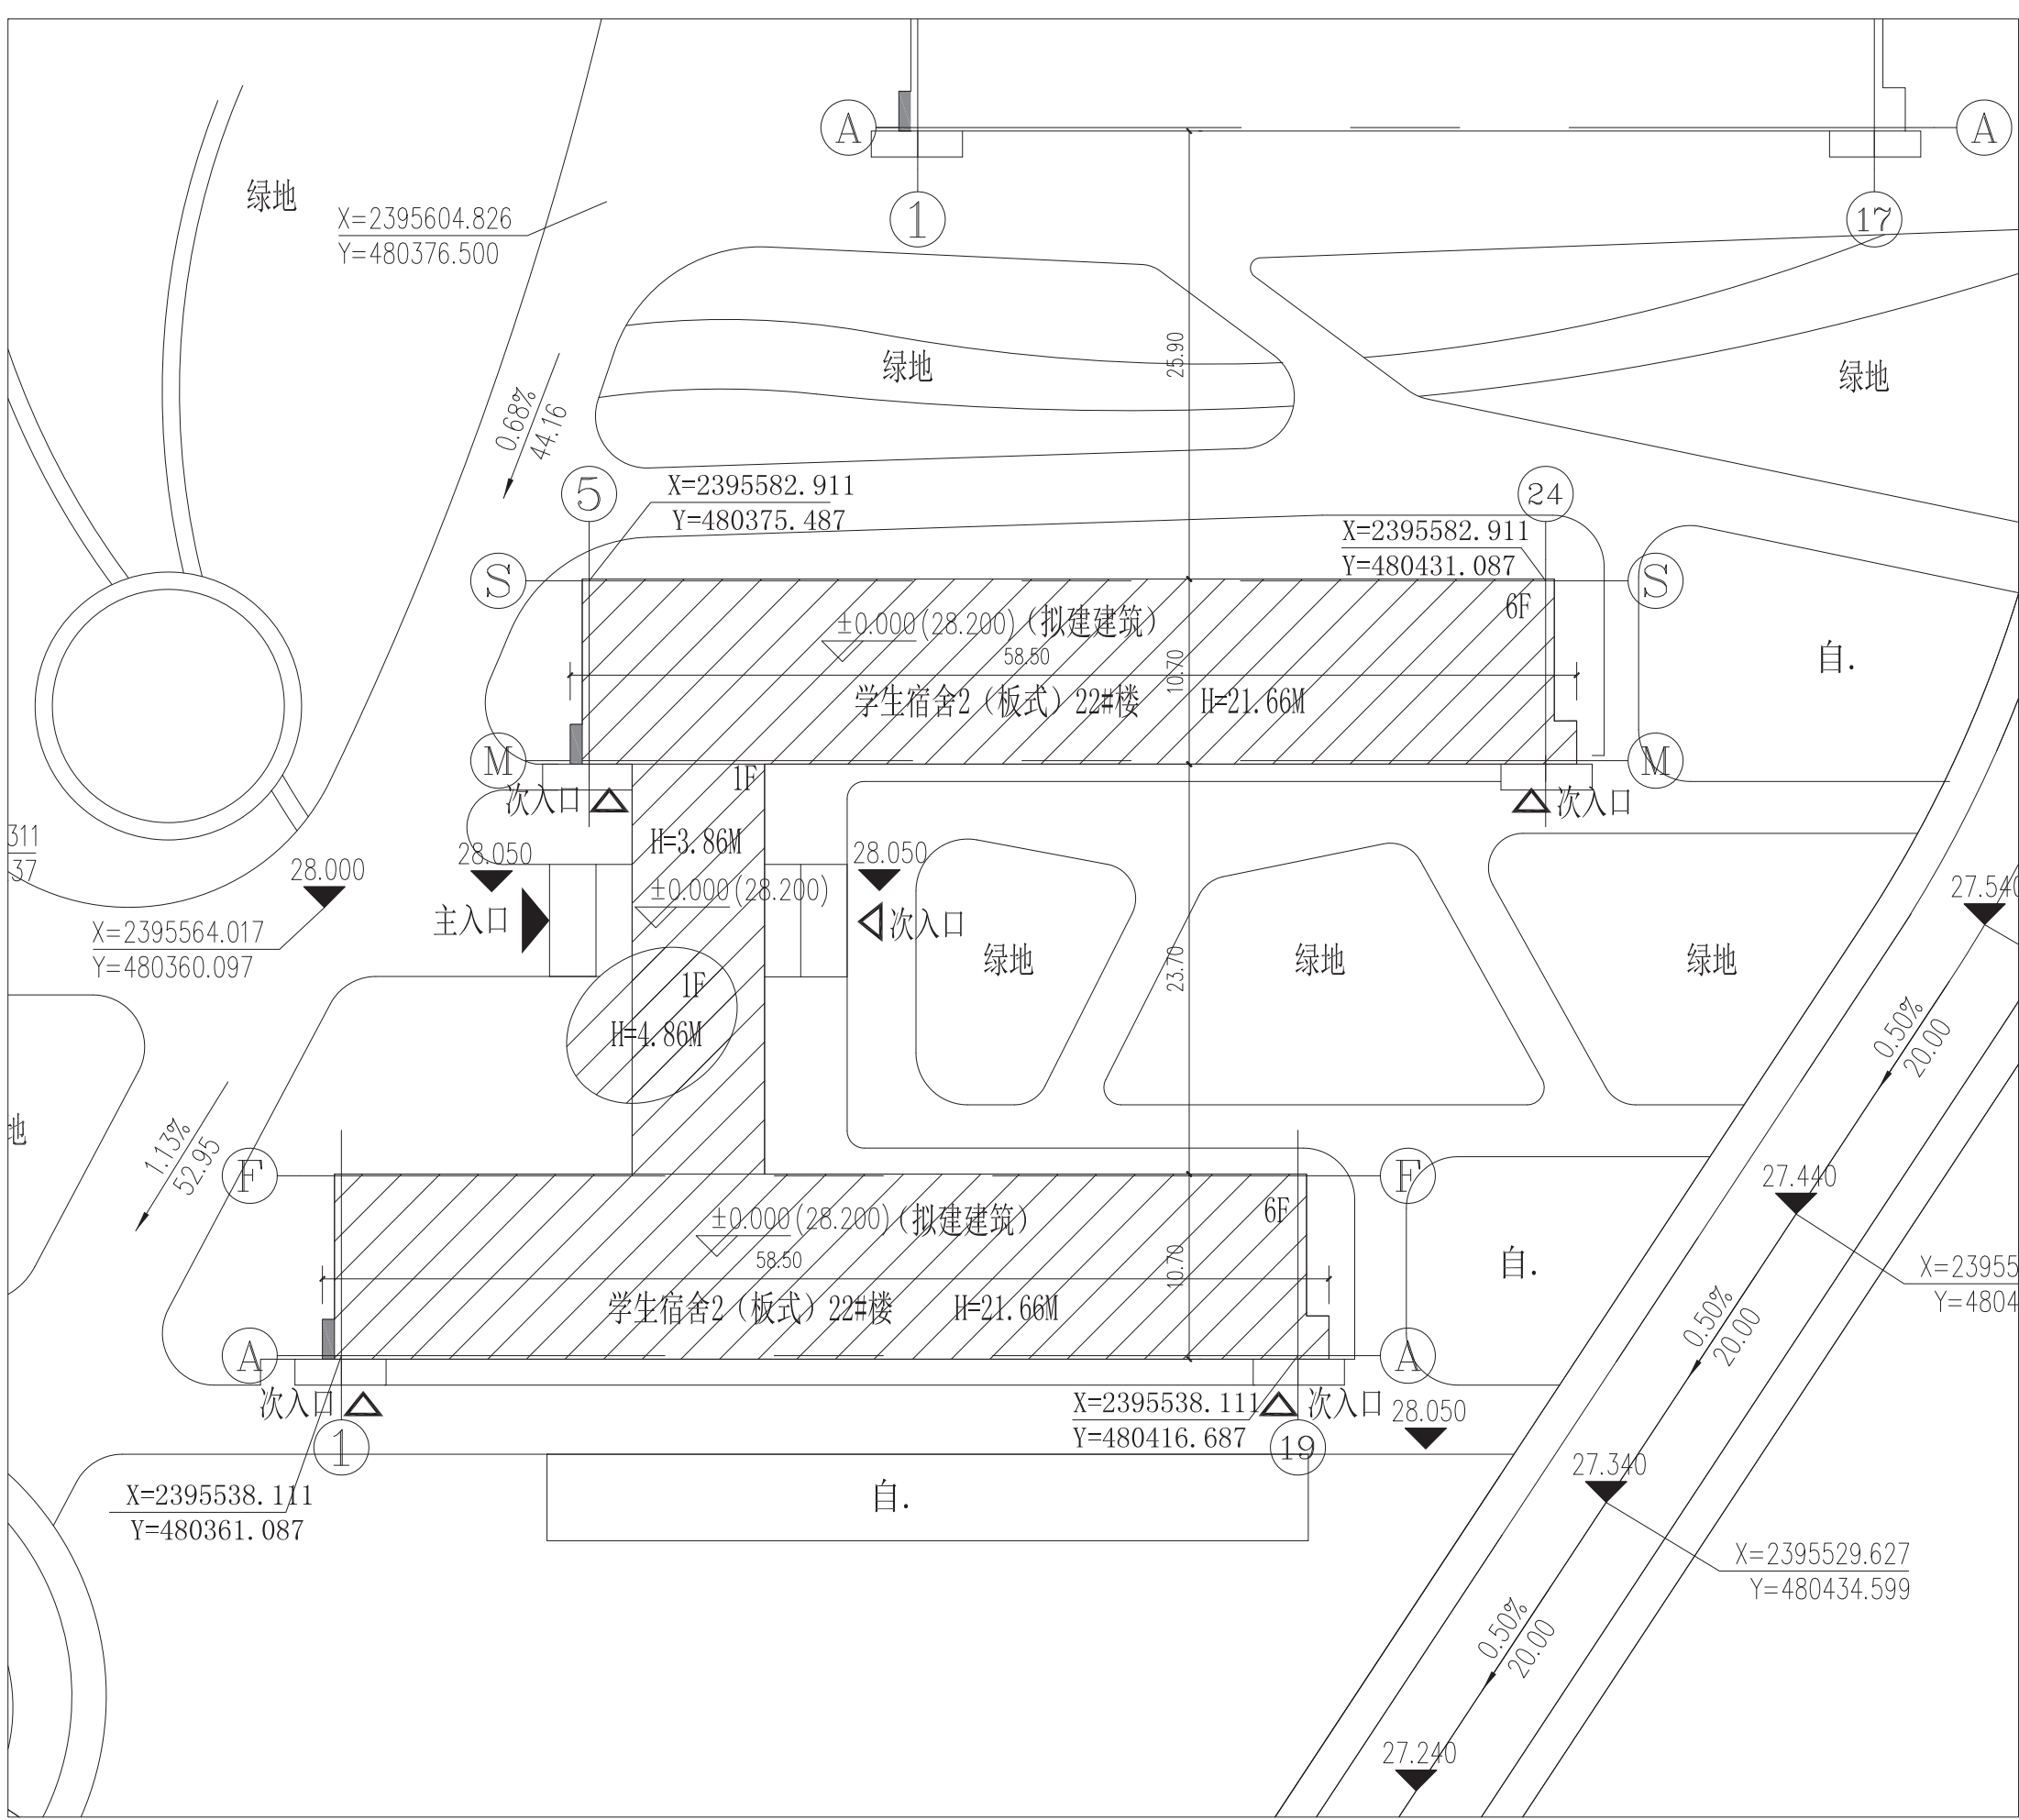 A
A
1
17
绿地
X=2395604.826
Y=480376.500
25.90
绿地
绿地
0.68%
44.16
5
X=2395582.911
Y=480375.487
24
X=2395582.911
Y=480431.087
S
S
6F
±0.000(28.200)(拟建建筑)
58.50
10.70
学生宿舍2（板式）22#楼 H=21.66M
自.
M
M
1F
次入口
次入口
H=3.86M
311
37
28.000
28.050
28.050
±0.000(28.200)
27.540
主入口
次入口
X=2395564.017
Y=480360.097
绿地
绿地
绿地
23.70
1F
H=4.86M
0.50%
20.00
地
1.13%
52.95
F
F
27.440
6F
±0.000(28.200)(拟建建筑)
58.50
10.70
自.
X=23955
Y=4804
学生宿舍2（板式）22#楼 H=21.66M
0.50%
20.00
A
A
次入口
X=2395538.111
Y=480416.687
次入口
28.050
1
19
27.340
X=2395538.111
Y=480361.087
自.
X=2395529.627
Y=480434.599
0.50%
20.00
27.240